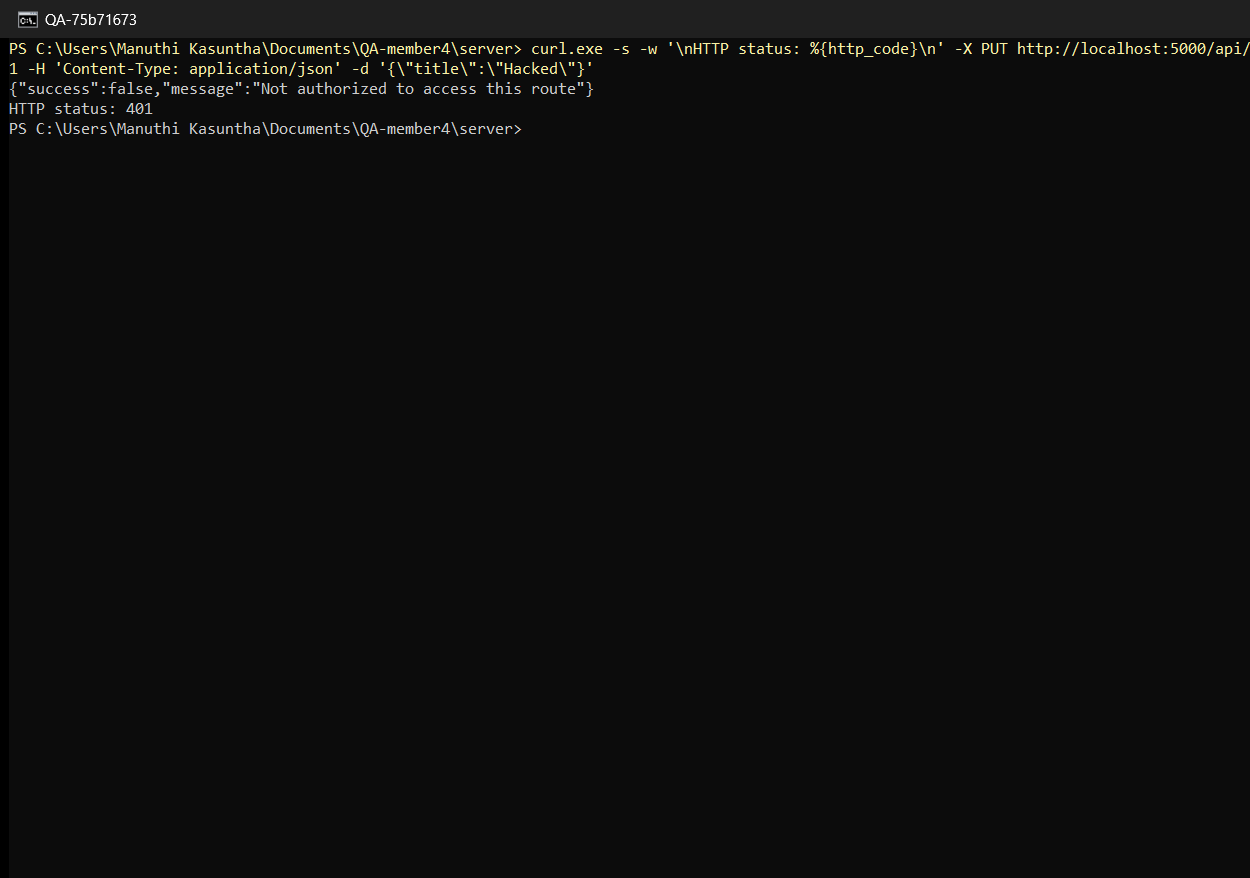 QA-75b71673
PS C:\Users\Manuthi Kasuntha\Documents\QA-member4\server> curl.exe -s -w '\nHTTP status: %{http_code}\n' -X PUT http://localhost:5000/api/
1 -H 'Content-Type: application/json' -d '{\"title\":\"Hacked\"}'
{"success":false,"message":"Not authorized to access this route"}
HTTP status: 401
PS C:\Users\Manuthi Kasuntha\Documents\QA-member4\server>